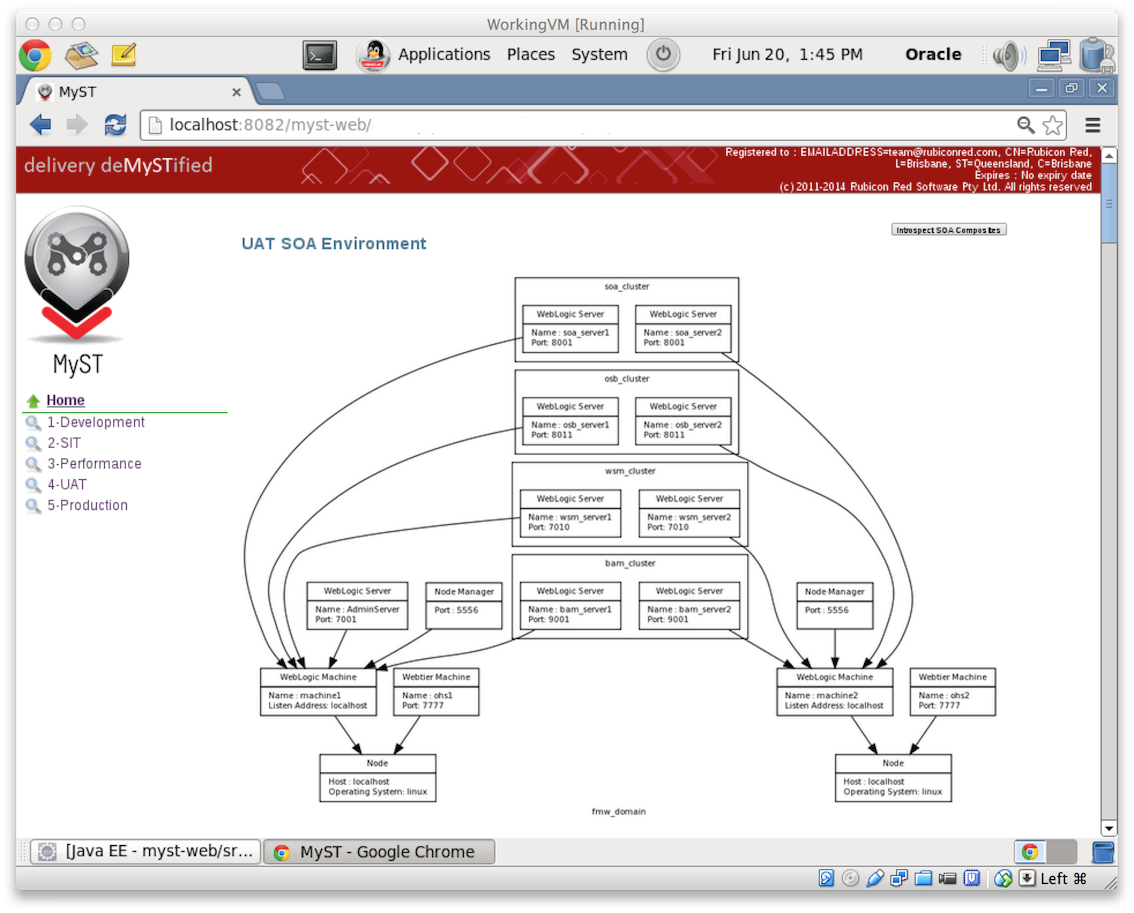 WorkingVM [Running]
Applications Places System Fri Jun 20, 1:45 PM Oracle
MyST
localhost:8082/myst-web/
delivery deMySTified
Registered to : EMAILADDRESS=team@rubiconred.com, CN=Rubicon Red,
L=Brisbane, ST=Queensland, C=Brisbane
Expires : No expiry date
(c) 2011-2014 Rubicon Red Software Pty Ltd. All rights reserved
MyST
Home
1-Development
2-SIT
3-Performance
4-UAT
5-Production
UAT SOA Environment
Introspect SOA Composites
soa_cluster
WebLogic Server
Name : soa_server1
Port: 8001
WebLogic Server
Name : soa_server2
Port: 8001
osb_cluster
WebLogic Server
Name : osb_server1
Port: 8011
WebLogic Server
Name : osb_server2
Port: 8011
wsm_cluster
WebLogic Server
Name : wsm_server1
Port: 7010
WebLogic Server
Name : wsm_server2
Port: 7010
bam_cluster
WebLogic Server
Name : bam_server1
Port: 9001
WebLogic Server
Name : bam_server2
Port: 9001
WebLogic Server
Name : AdminServer
Port: 7001
Node Manager
Port : 5556
Node Manager
Port : 5556
WebLogic Machine
Name : machine1
Listen Address: localhost
Webtier Machine
Name : ohs1
Port: 7777
WebLogic Machine
Name : machine2
Listen Address: localhost
Webtier Machine
Name : ohs2
Port: 7777
Node
Host : localhost
Operating System: linux
Node
Host : localhost
Operating System: linux
fmw_domain
[Java EE - myst-web/sr...
MyST - Google Chrome
Left ⌘